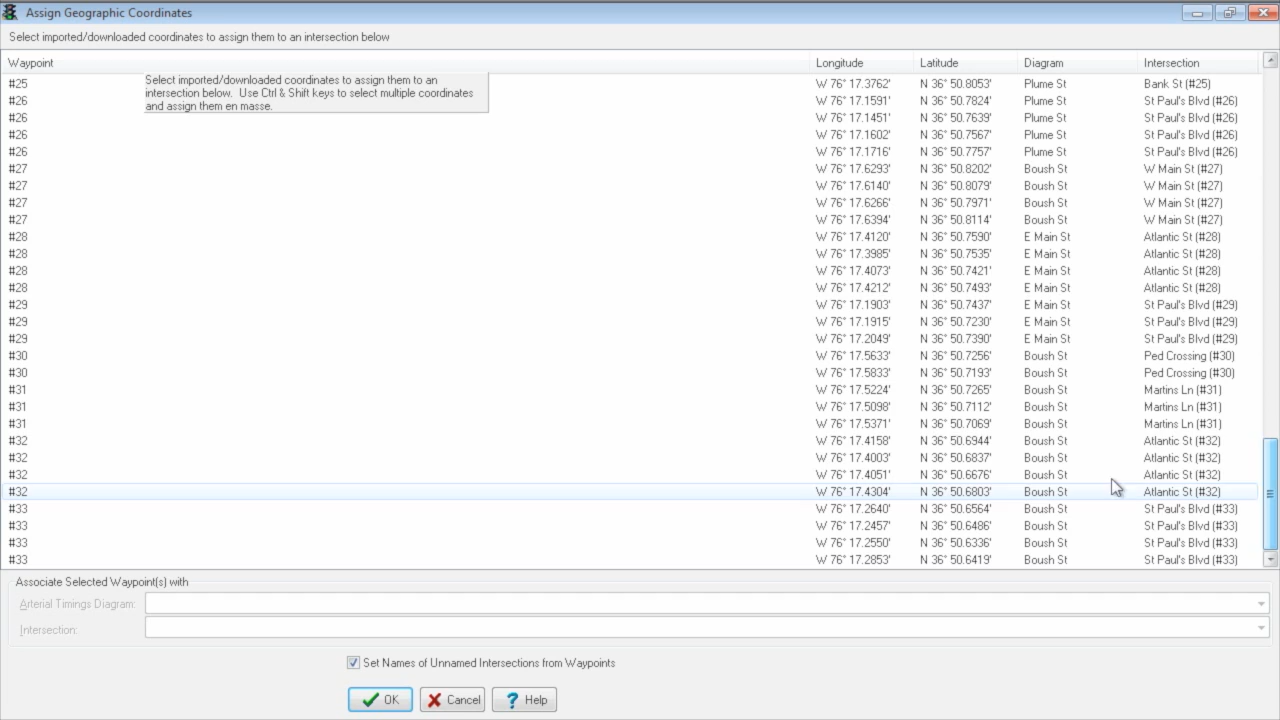 Assign Geographic Coordinates
Select imported/downloaded coordinates to assign them to an intersection below
Waypoint Longitude Latitude Diagram Intersection
Select imported/downloaded coordinates to assign them to an
intersection below. Use Ctrl & Shift keys to select multiple coordinates
and assign them en masse.
#25 W 76° 17.3762' N 36° 50.8053' Plume St Bank St (#25)
#26 W 76° 17.1591' N 36° 50.7824' Plume St St Paul's Blvd (#26)
#26 W 76° 17.1451' N 36° 50.7639' Plume St St Paul's Blvd (#26)
#26 W 76° 17.1602' N 36° 50.7567' Plume St St Paul's Blvd (#26)
#26 W 76° 17.1716' N 36° 50.7757' Plume St St Paul's Blvd (#26)
#27 W 76° 17.6293' N 36° 50.8202' Boush St W Main St (#27)
#27 W 76° 17.6140' N 36° 50.8079' Boush St W Main St (#27)
#27 W 76° 17.6266' N 36° 50.7971' Boush St W Main St (#27)
#27 W 76° 17.6394' N 36° 50.8114' Boush St W Main St (#27)
#28 W 76° 17.4120' N 36° 50.7590' E Main St Atlantic St (#28)
#28 W 76° 17.3985' N 36° 50.7535' E Main St Atlantic St (#28)
#28 W 76° 17.4073' N 36° 50.7421' E Main St Atlantic St (#28)
#28 W 76° 17.4212' N 36° 50.7493' E Main St Atlantic St (#28)
#29 W 76° 17.1903' N 36° 50.7437' E Main St St Paul's Blvd (#29)
#29 W 76° 17.1915' N 36° 50.7230' E Main St St Paul's Blvd (#29)
#29 W 76° 17.2049' N 36° 50.7390' E Main St St Paul's Blvd (#29)
#30 W 76° 17.5633' N 36° 50.7256' Boush St Ped Crossing (#30)
#30 W 76° 17.5833' N 36° 50.7193' Boush St Ped Crossing (#30)
#31 W 76° 17.5224' N 36° 50.7265' Boush St Martins Ln (#31)
#31 W 76° 17.5098' N 36° 50.7112' Boush St Martins Ln (#31)
#31 W 76° 17.5371' N 36° 50.7069' Boush St Martins Ln (#31)
#32 W 76° 17.4158' N 36° 50.6944' Boush St Atlantic St (#32)
#32 W 76° 17.4003' N 36° 50.6837' Boush St Atlantic St (#32)
#32 W 76° 17.4051' N 36° 50.6676' Boush St Atlantic St (#32)
#32 W 76° 17.4304' N 36° 50.6803' Boush St Atlantic St (#32)
#33 W 76° 17.2640' N 36° 50.6564' Boush St St Paul's Blvd (#33)
#33 W 76° 17.2457' N 36° 50.6486' Boush St St Paul's Blvd (#33)
#33 W 76° 17.2550' N 36° 50.6336' Boush St St Paul's Blvd (#33)
#33 W 76° 17.2853' N 36° 50.6419' Boush St St Paul's Blvd (#33)
Associate Selected Waypoint(s) with
Arterial Timings Diagram:
Intersection:
Set Names of Unnamed Intersections from Waypoints
OK Cancel ? Help